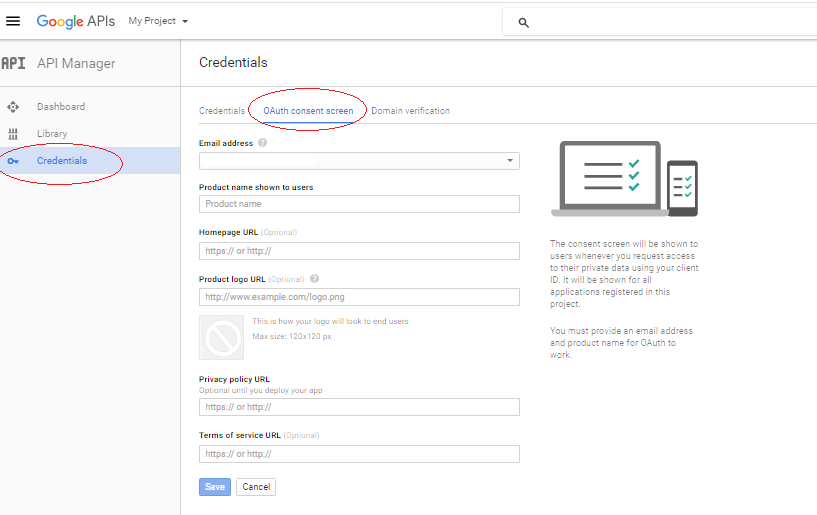 Google APIs My Project
API API Manager
Credentials
Dashboard
Library
Credentials
Credentials OAuth consent screen Domain verification
Email address ?
Product name shown to users
Product name
Homepage URL (Optional)
https:// or http://
Product logo URL (Optional) ?
http://www.example.com/logo.png
This is how your logo will look to end users
Max size: 120x120 px
Privacy policy URL
Optional until you deploy your app
https:// or http://
Terms of service URL (Optional)
https:// or http://
Save Cancel
The consent screen will be shown to
users whenever you request access
to their private data using your client
ID. It will be shown for all
applications registered in this
project.
You must provide an email address
and product name for OAuth to
work.